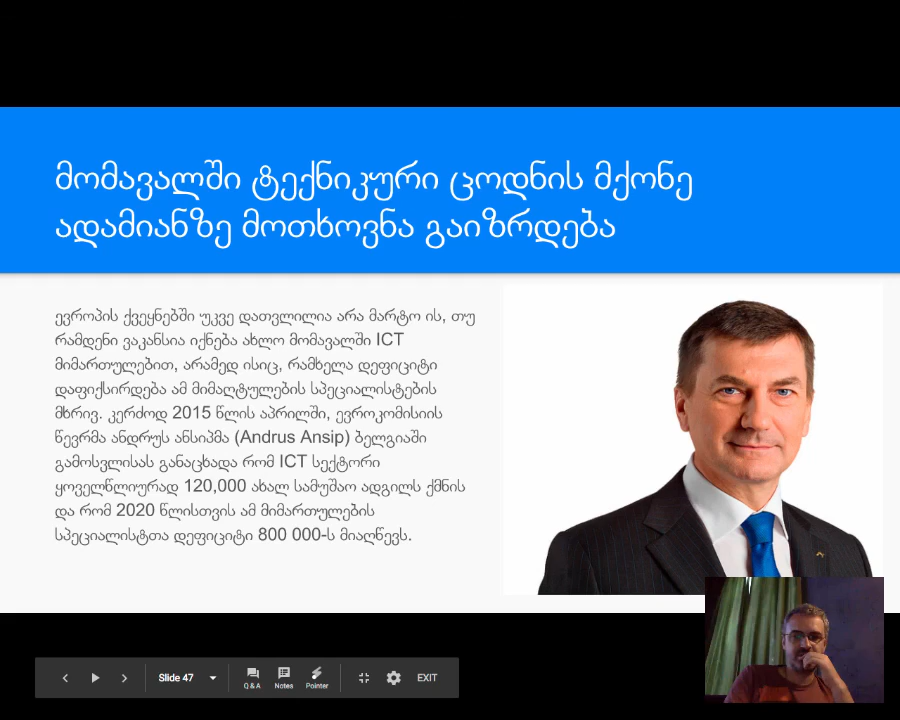 მომავალში ტექნიკური ცოდნის მქონე
ადამიანზე მოთხოვნა გაიზრდება
ევროპის ქვეყნებში უკვე დათვლილია არა მარტო ის, თუ
რამდენი ვაკანსია იქნება ახლო მომავალში ICT
მიმართულებით, არამედ ისიც, რამხელა დეფიციტი
დაფიქსირდება ამ მიმაღტულების სპეციალისტების
მხრივ. კერძოდ 2015 წლის აპრილში, ევროკომისიის
წევრმა ანდრუს ანსიპმა (Andrus Ansip) ბელგიაში
გამოსვლისას განაცხადა რომ ICT სექტორი
ყოველწლიურად 120,000 ახალ სამუშაო ადგილს ქმნის
და რომ 2020 წლისთვის ამ მიმართულების
სპეციალისტთა დეფიციტი 800 000-ს მიაღწევს.
Slide 47
Q & A
Notes
Pointer
EXIT